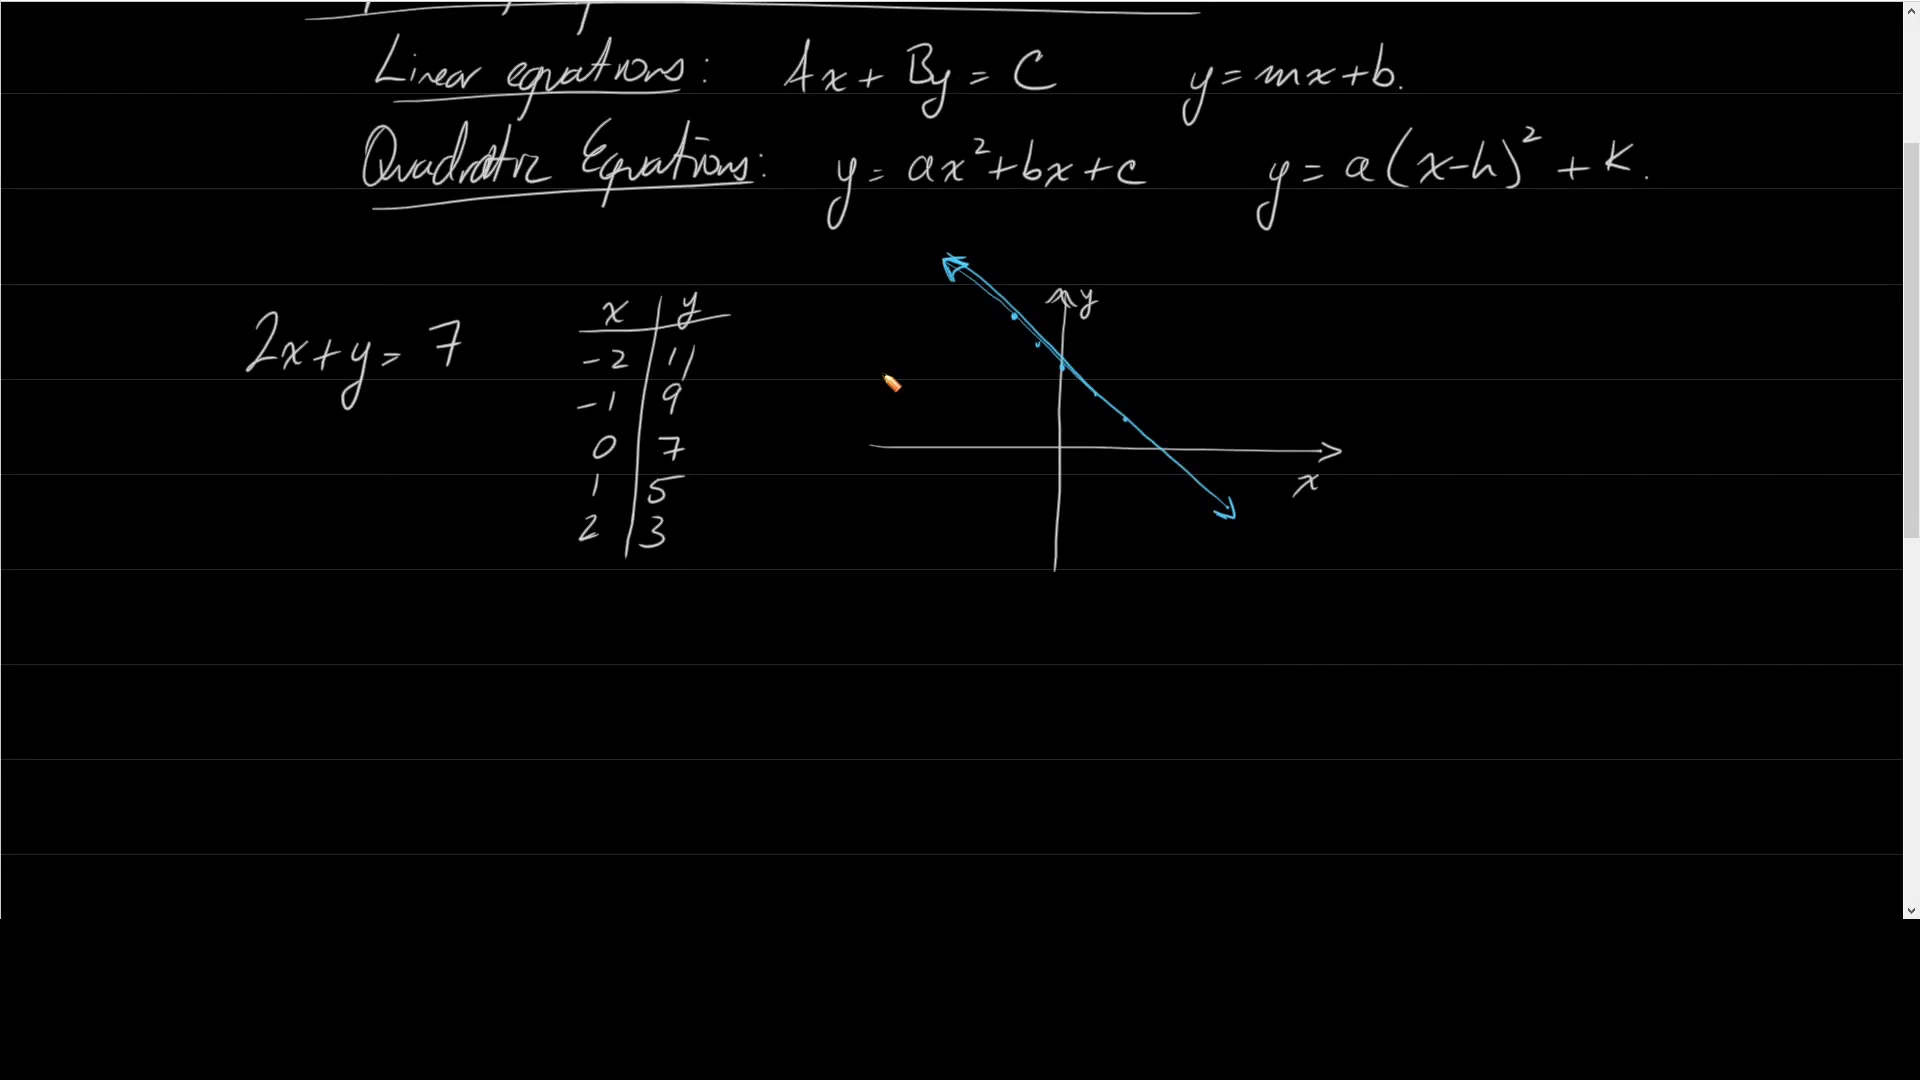 Linear equations: Ax + By = C y = mx + b.
Quadratic Equations: y = ax² + bx + c y = a(x-h)² + k.
2x + y = 7
x y
-2 11
-1 9
0 7
1 5
2 3
y
x